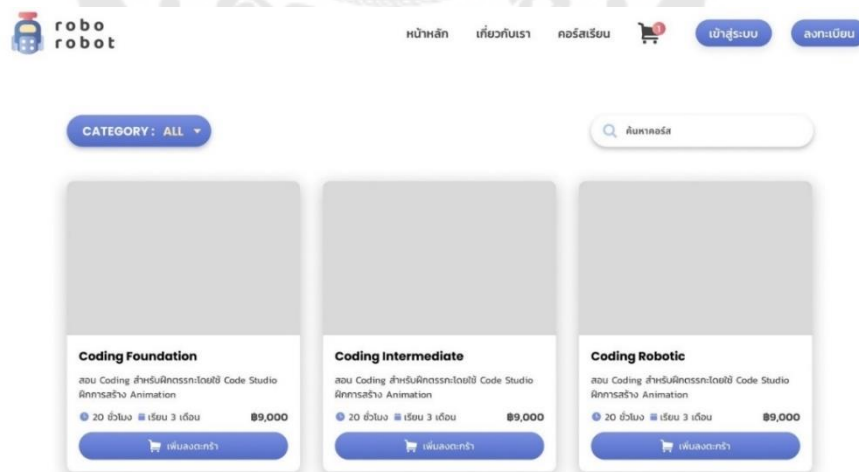 robo
robot
หน้าหลัก เกี่ยวกับเรา คอร์สเรียน เข้าสู่ระบบ ลงทะเบียน
CATEGORY : ALL
ค้นหาคอร์ส
Coding Foundation
สอน Coding สำหรับฝึกตรรกะโดยใช้ Code Studio
ฝึกการสร้าง Animation
20 ชั่วโมง เรียน 3 เดือน ฿9,000
เพิ่มลงตะกร้า
Coding Intermediate
สอน Coding สำหรับฝึกตรรกะโดยใช้ Code Studio
ฝึกการสร้าง Animation
20 ชั่วโมง เรียน 3 เดือน ฿9,000
เพิ่มลงตะกร้า
Coding Robotic
สอน Coding สำหรับฝึกตรรกะโดยใช้ Code Studio
ฝึกการสร้าง Animation
20 ชั่วโมง เรียน 3 เดือน ฿9,000
เพิ่มลงตะกร้า